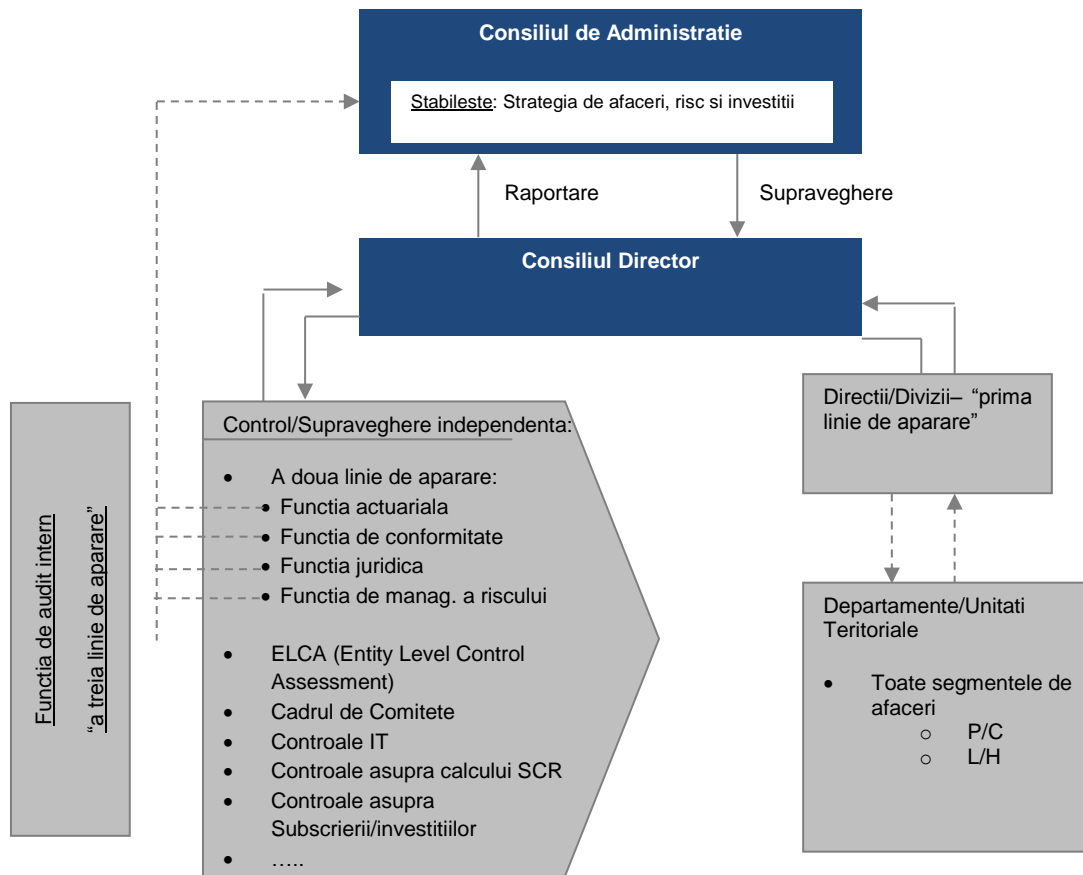 Consiliul de Administratie
Stabileste: Strategia de afaceri, risc si investitii
Raportare
Supraveghere
Consiliul Director
Functia de audit intern
“a treia linie de aparare”
Control/Supraveghere independenta:
• A doua linie de aparare:
• Functia actuariala
• Functia de conformitate
• Functia juridica
• Functia de manag. a riscului
• ELCA (Entity Level Control
Assessment)
• Cadrul de Comitete
• Controale IT
• Controale asupra calcului SCR
• Controale asupra
Subscrierii/investitiilor
• …..
Directii/Divizii– “prima
linie de aparare”
Departamente/Unitati
Teritoriale
• Toate segmentele de
afaceri
o P/C
o L/H